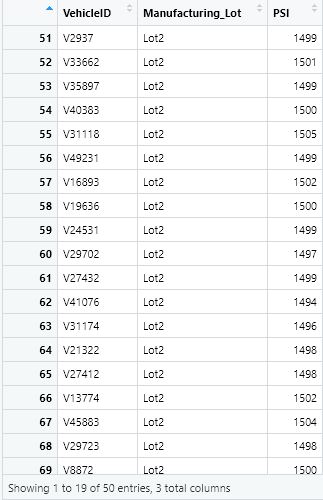 VehicleID Manufacturing_Lot PSI
51 V2937 Lot2 1499
52 V33662 Lot2 1501
53 V35897 Lot2 1499
54 V40383 Lot2 1500
55 V31118 Lot2 1505
56 V49231 Lot2 1499
57 V16893 Lot2 1502
58 V19636 Lot2 1500
59 V24531 Lot2 1499
60 V29702 Lot2 1497
61 V27432 Lot2 1499
62 V41076 Lot2 1494
63 V31174 Lot2 1496
64 V21322 Lot2 1498
65 V27412 Lot2 1498
66 V13774 Lot2 1502
67 V45883 Lot2 1504
68 V29723 Lot2 1498
69 V8872 Lot2 1500
Showing 1 to 19 of 50 entries, 3 total columns